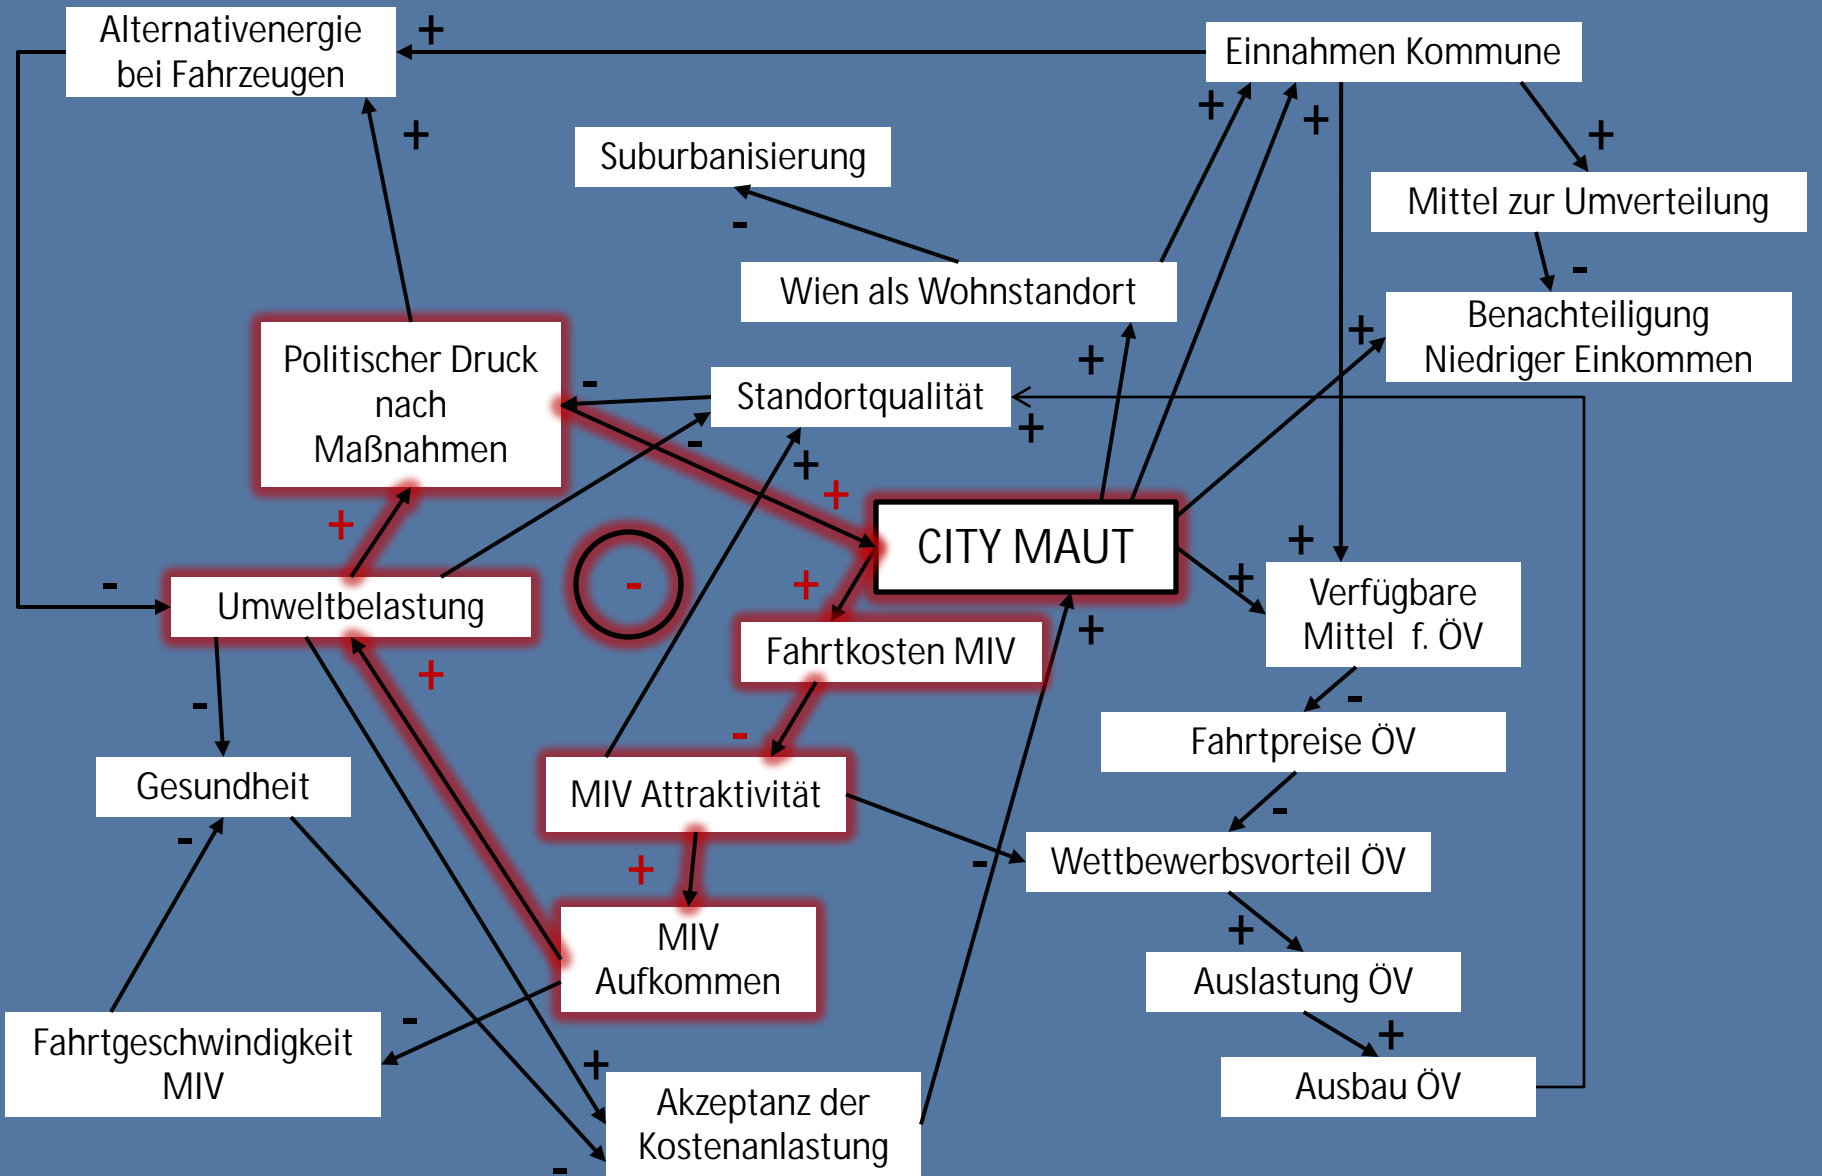 Alternativenergie
bei Fahrzeugen
+
Einnahmen Kommune
+
+
+
+
Suburbanisierung
-
Mittel zur Umverteilung
-
Wien als Wohnstandort
Benachteiligung
Niedriger Einkommen
+
+
Politischer Druck
nach
Maßnahmen
-
Standortqualität
+
-
+
+
+
CITY MAUT
+
+
-
Umweltbelastung
-
+
Verfügbare
Mittel f. ÖV
+
Fahrtkosten MIV
+
+
-
-
-
Fahrtpreise ÖV
Gesundheit
MIV Attraktivität
-
-
+
-
Wettbewerbsvorteil ÖV
+
MIV
Aufkommen
Auslastung ÖV
-
+
Fahrtgeschwindigkeit
MIV
+
Ausbau ÖV
Akzeptanz der
Kostenanlastung
-